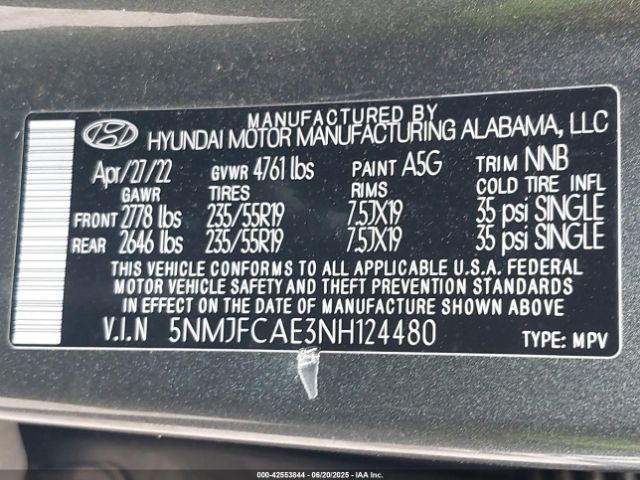 MANUFACTURED BY
HYUNDAI MOTOR MANUFACTURING ALABAMA, LLC
Apr/27/22 GVWR 4761 lbs PAINT A5G TRIM NNB
GAWR TIRES RIMS COLD TIRE INFL
FRONT 2778 lbs 235/55R19 7.5JX19 35 psi SINGLE
REAR 2646 lbs 235/55R19 7.5JX19 35 psi SINGLE
THIS VEHICLE CONFORMS TO ALL APPLICABLE U.S.A. FEDERAL
MOTOR VEHICLE SAFETY AND THEFT PREVENTION STANDARDS
IN EFFECT ON THE DATE OF MANUFACTURE SHOWN ABOVE
V.I.N 5NMJFCAE3NH124480 TYPE: MPV
000-42553844 - 06/20/2025 - IAA Inc.